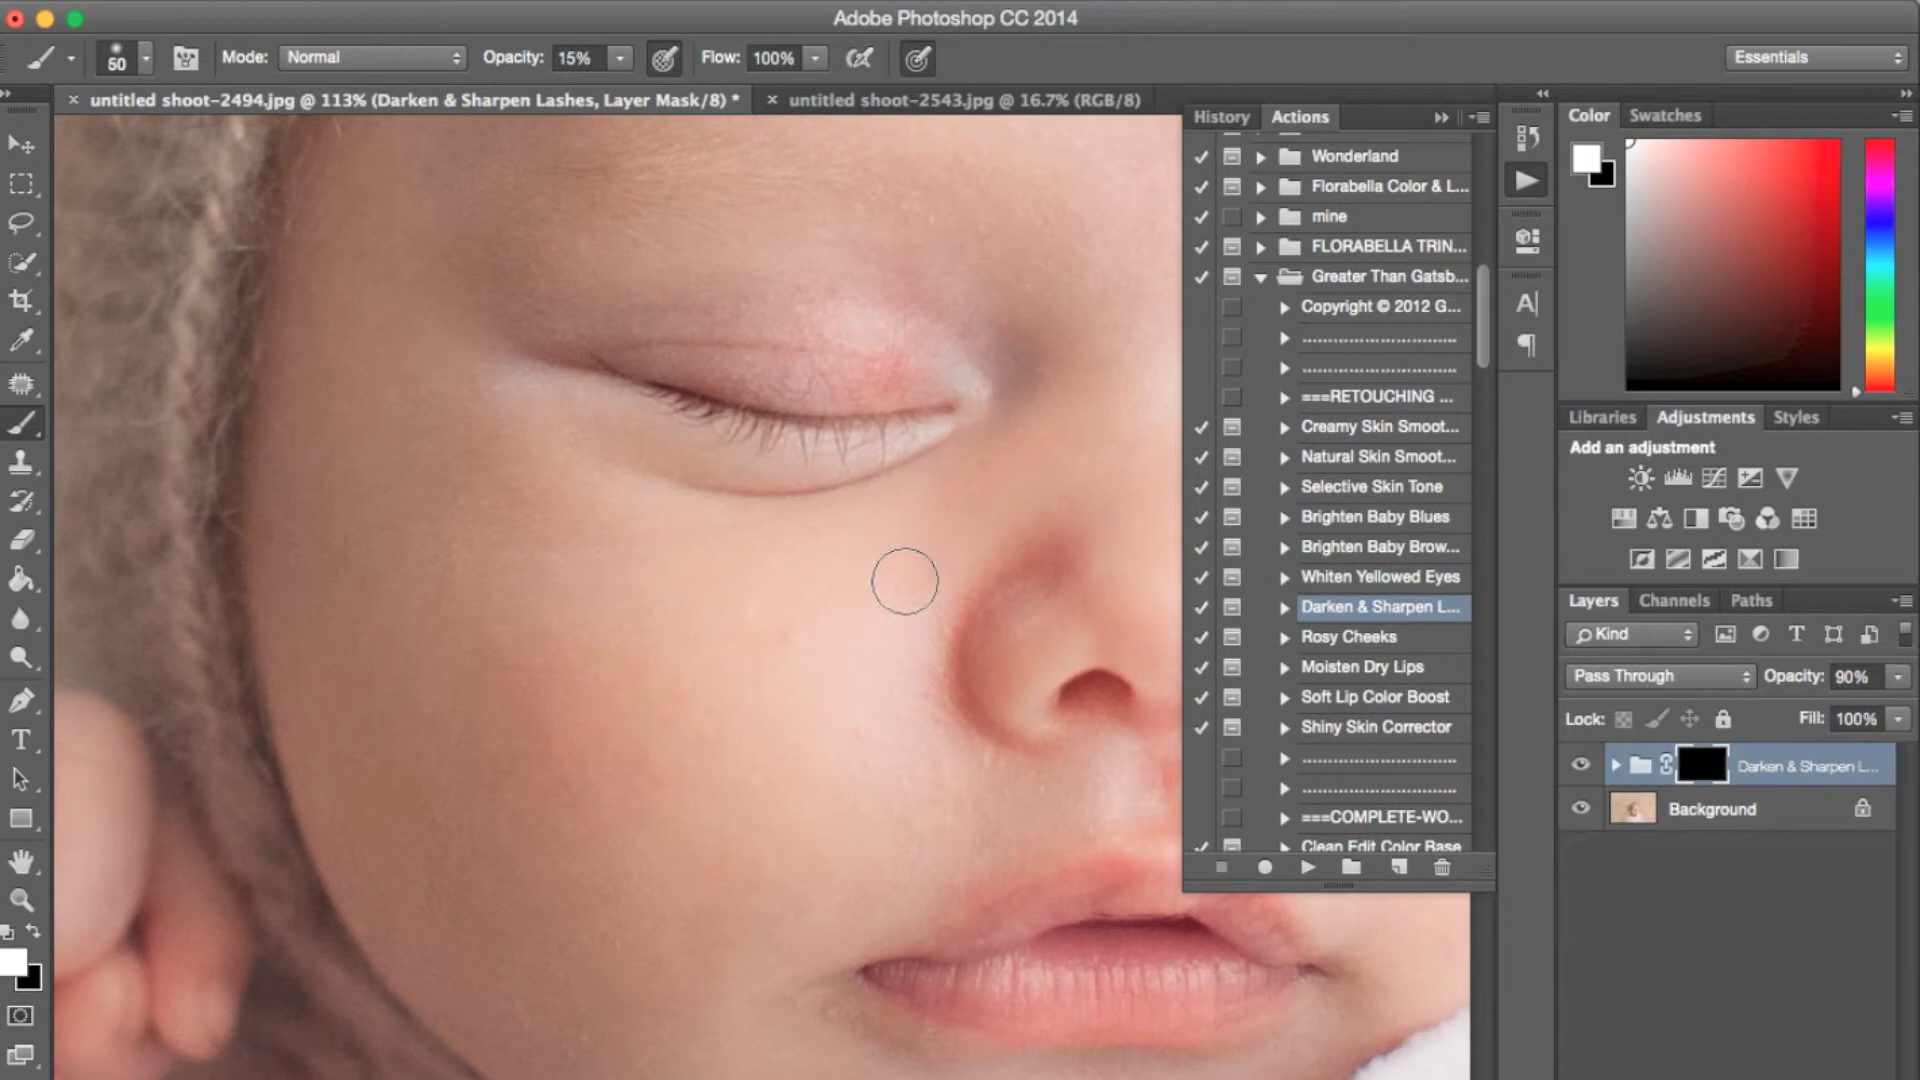 Adobe Photoshop CC 2014
50
Mode: Normal
Opacity: 15%
Flow: 100%
Essentials
untitled shoot-2494.jpg @ 113% (Darken & Sharpen Lashes, Layer Mask/8) *
untitled shoot-2543.jpg @ 16.7% (RGB/8)
History
Actions
Wonderland
Florabella Color & L...
mine
FLORABELLA TRIN...
Greater Than Gatsb...
Copyright © 2012 G...
................................
................................
===RETOUCHING ...
Creamy Skin Smoot...
Natural Skin Smoot...
Selective Skin Tone
Brighten Baby Blues
Brighten Baby Brow...
Whiten Yellowed Eyes
Darken & Sharpen L...
Rosy Cheeks
Moisten Dry Lips
Soft Lip Color Boost
Shiny Skin Corrector
................................
................................
===COMPLETE-WO...
Clean Edit Color Base
Color
Swatches
Libraries
Adjustments
Styles
Add an adjustment
Layers
Channels
Paths
Kind
Pass Through
Opacity: 90%
Lock:
Fill: 100%
Darken & Sharpen L...
Background